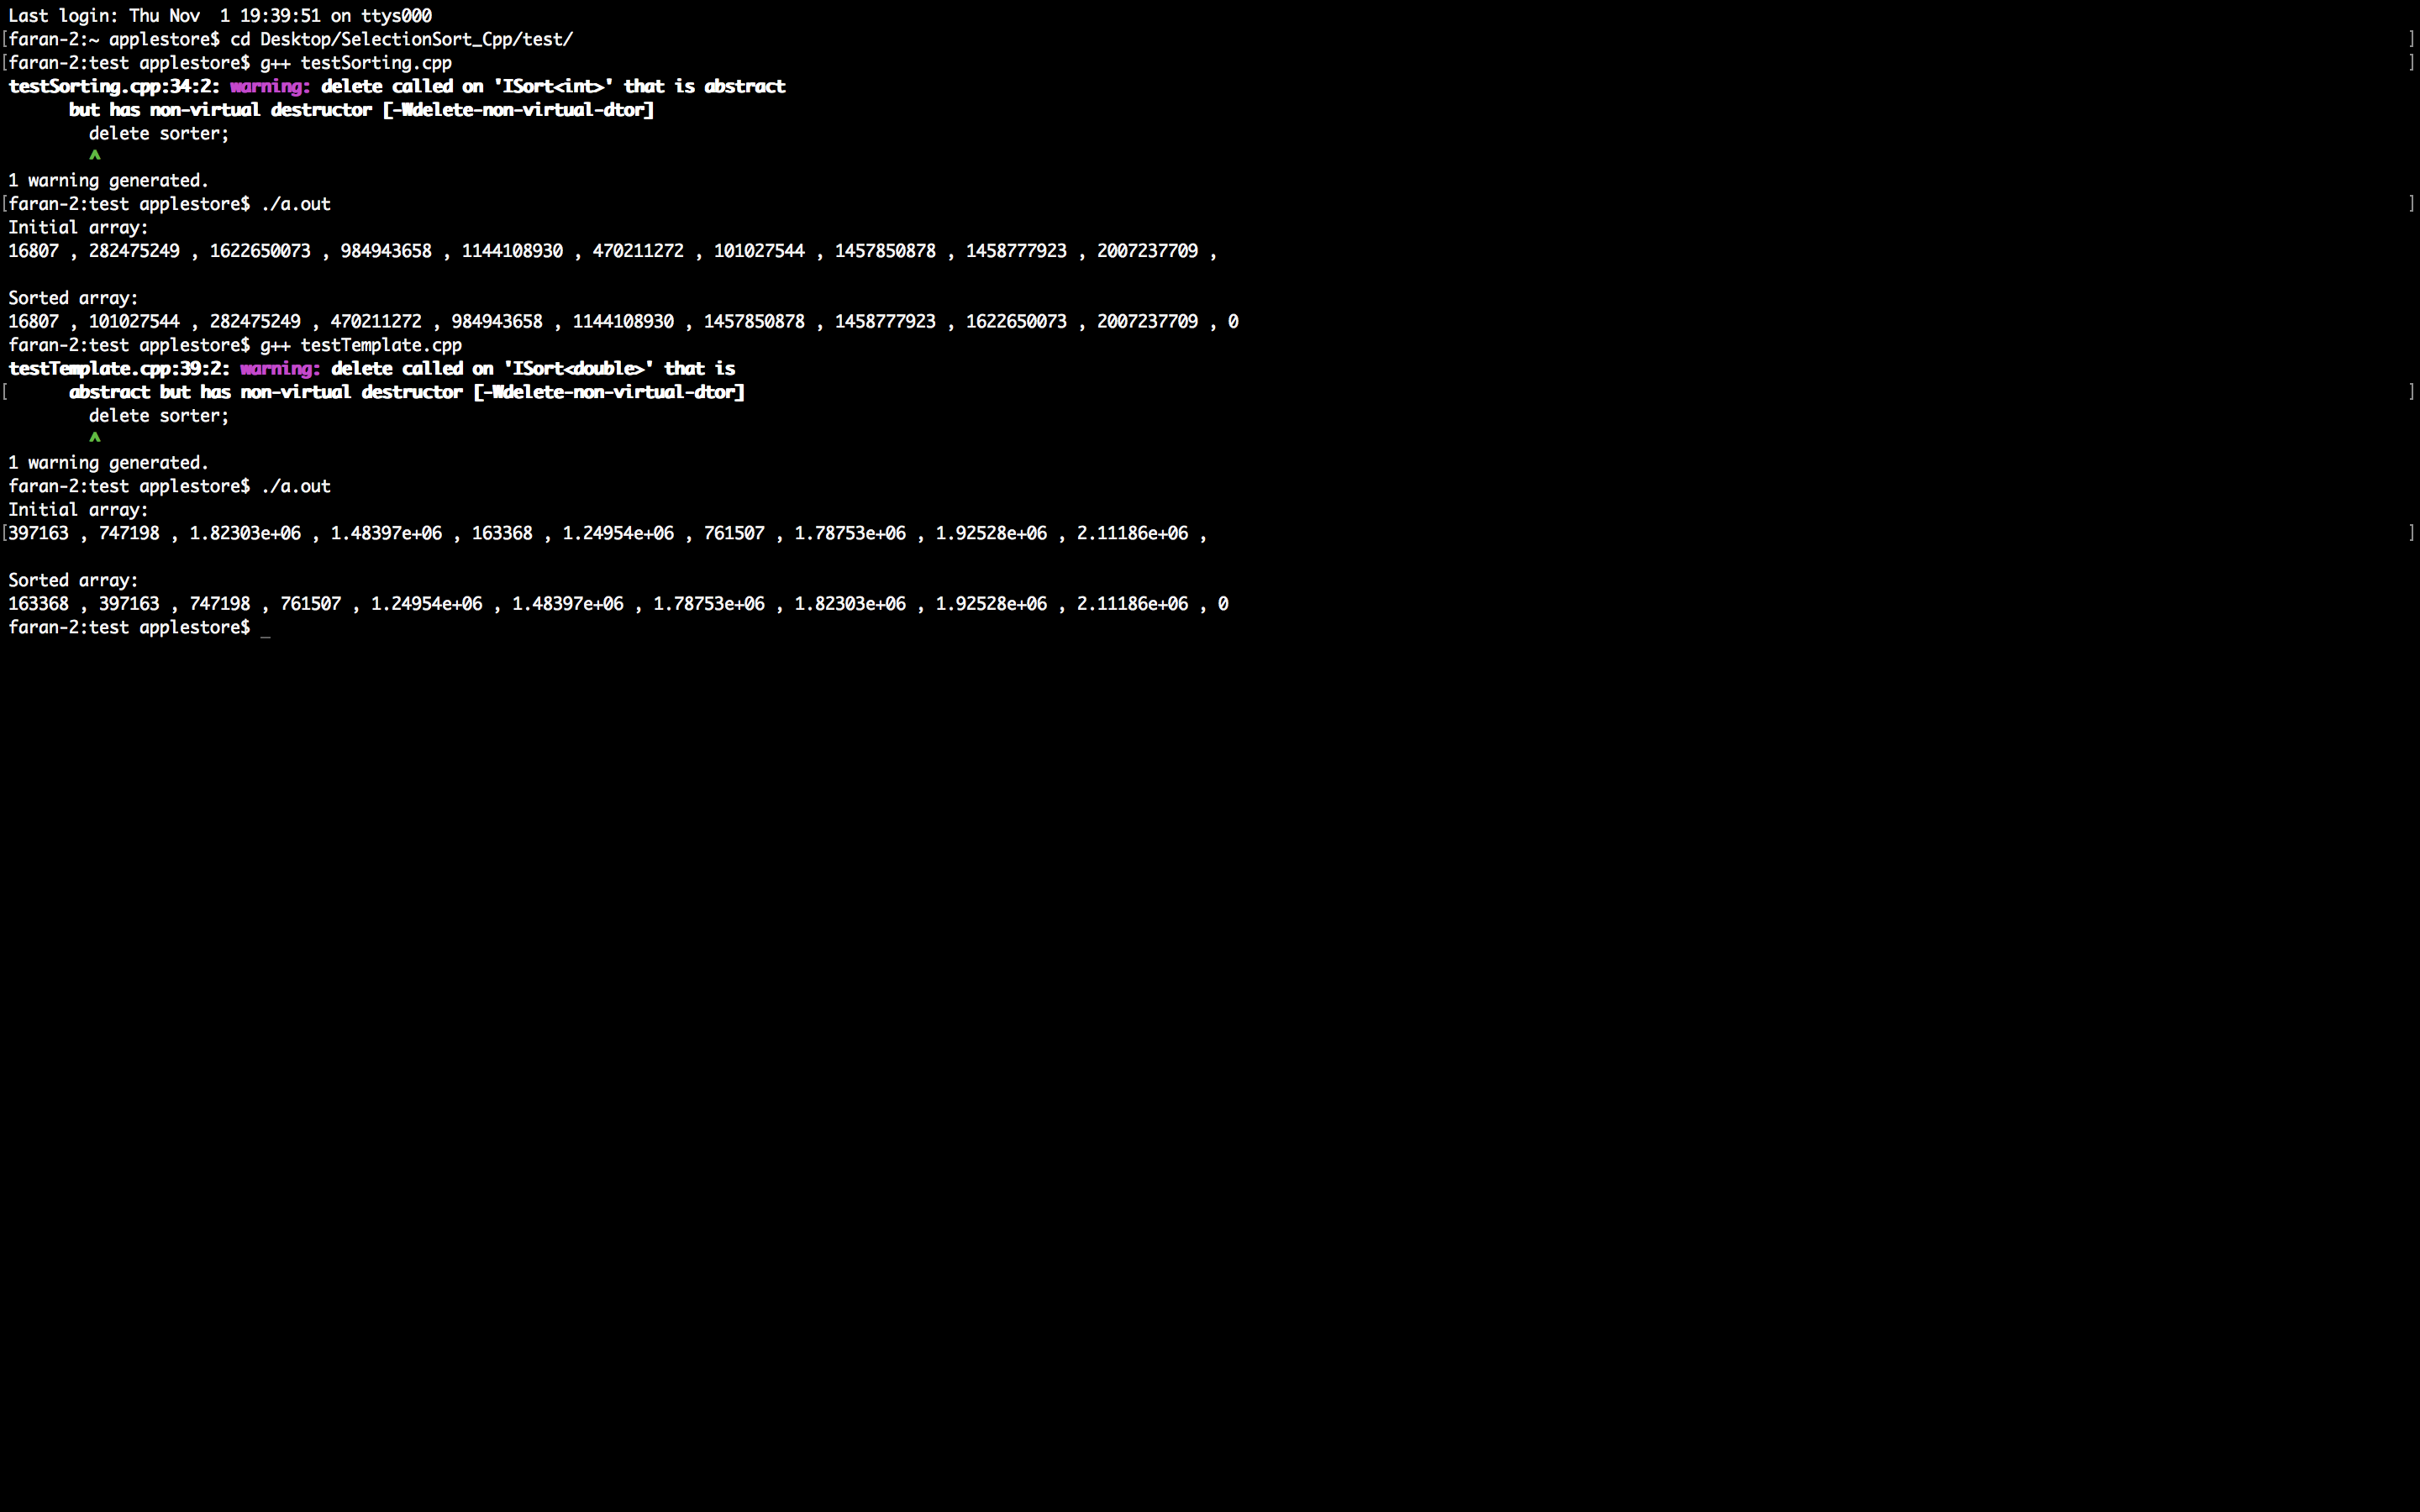 Last login: Thu Nov  1 19:39:51 on ttys000
[faran-2:~ applestore$ cd Desktop/SelectionSort_Cpp/test/ ]
[faran-2:test applestore$ g++ testSorting.cpp ]
testSorting.cpp:34:2: warning: delete called on 'ISort<int>' that is abstract
      but has non-virtual destructor [-Wdelete-non-virtual-dtor]
        delete sorter;
        ^
1 warning generated.
[faran-2:test applestore$ ./a.out ]
Initial array:
16807 , 282475249 , 1622650073 , 984943658 , 1144108930 , 470211272 , 101027544 , 1457850878 , 1458777923 , 2007237709 ,
Sorted array:
16807 , 101027544 , 282475249 , 470211272 , 984943658 , 1144108930 , 1457850878 , 1458777923 , 1622650073 , 2007237709 , 0
faran-2:test applestore$ g++ testTemplate.cpp
testTemplate.cpp:39:2: warning: delete called on 'ISort<double>' that is
[      abstract but has non-virtual destructor [-Wdelete-non-virtual-dtor] ]
        delete sorter;
        ^
1 warning generated.
faran-2:test applestore$ ./a.out
Initial array:
[397163 , 747198 , 1.82303e+06 , 1.48397e+06 , 163368 , 1.24954e+06 , 761507 , 1.78753e+06 , 1.92528e+06 , 2.11186e+06 , ]
Sorted array:
163368 , 397163 , 747198 , 761507 , 1.24954e+06 , 1.48397e+06 , 1.78753e+06 , 1.82303e+06 , 1.92528e+06 , 2.11186e+06 , 0
faran-2:test applestore$ _